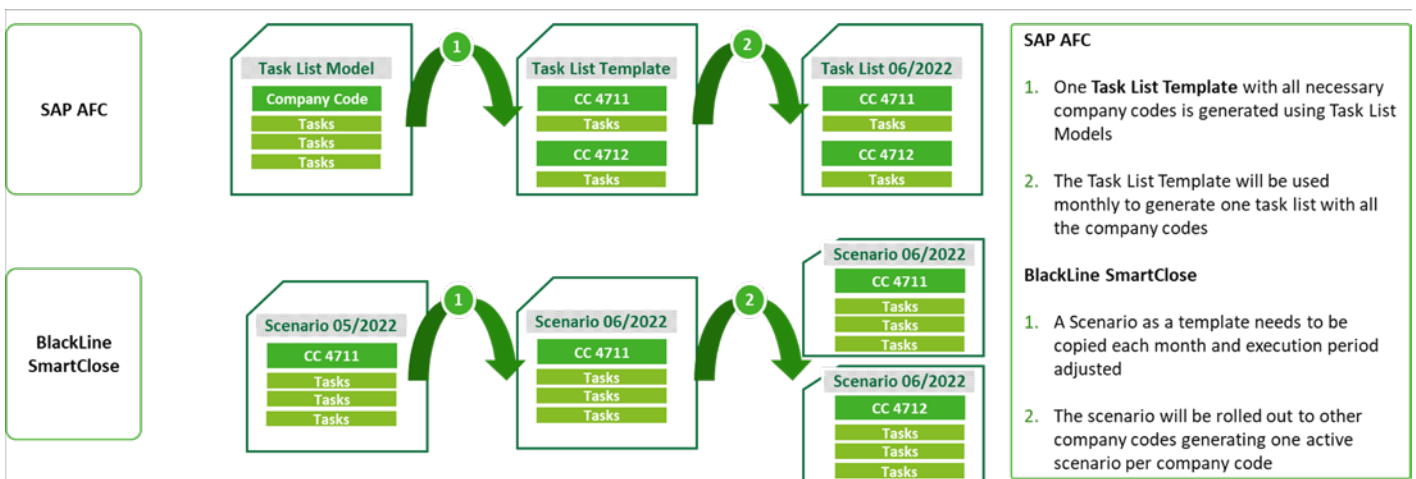 SAP AFC
Task List Model
Company Code
Tasks
Tasks
Tasks
1
Task List Template
CC 4711
Tasks
CC 4712
Tasks
2
Task List 06/2022
CC 4711
Tasks
CC 4712
Tasks
BlackLine
SmartClose
Scenario 05/2022
CC 4711
Tasks
Tasks
Tasks
1
Scenario 06/2022
CC 4711
Tasks
Tasks
Tasks
2
Scenario 06/2022
CC 4711
Tasks
Tasks
Tasks
Scenario 06/2022
CC 4712
Tasks
Tasks
Tasks
SAP AFC
1. One Task List Template with all necessary
company codes is generated using Task List
Models
2. The Task List Template will be used
monthly to generate one task list with all
the company codes
BlackLine SmartClose
1. A Scenario as a template needs to be
copied each month and execution period
adjusted
2. The scenario will be rolled out to other
company codes generating one active
scenario per company code